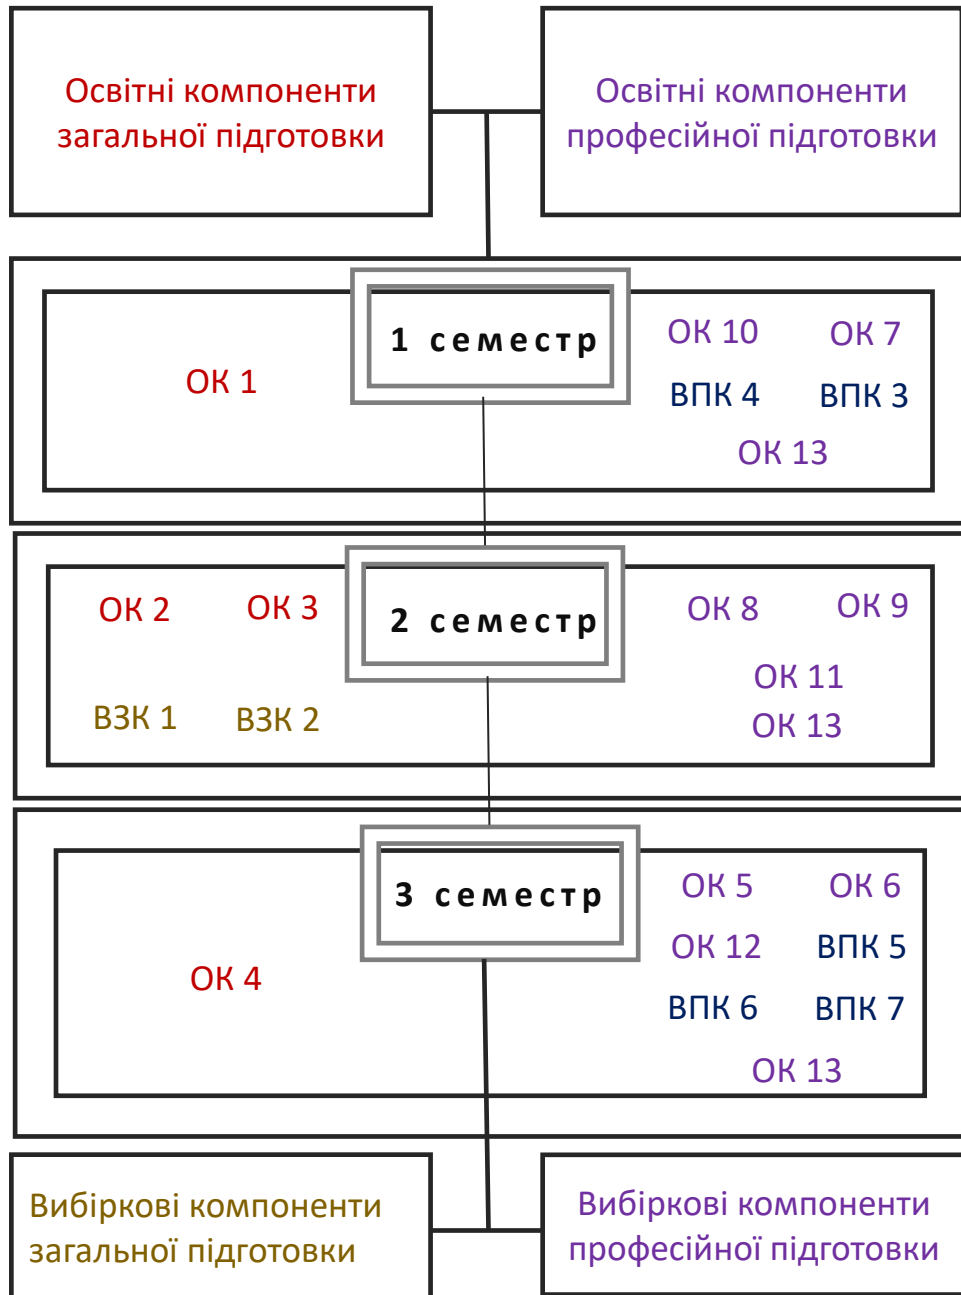 Освітні компоненти
загальної підготовки
Освітні компоненти
професійної підготовки
1 семестр
ОК 1
ОК 10 ОК 7
ВПК 4 ВПК 3
ОК 13
2 семестр
ОК 2 ОК 3
ВЗК 1 ВЗК 2
ОК 8 ОК 9
ОК 11
ОК 13
3 семестр
ОК 4
ОК 5 ОК 6
ОК 12 ВПК 5
ВПК 6 ВПК 7
ОК 13
Вибіркові компоненти
загальної підготовки
Вибіркові компоненти
професійної підготовки